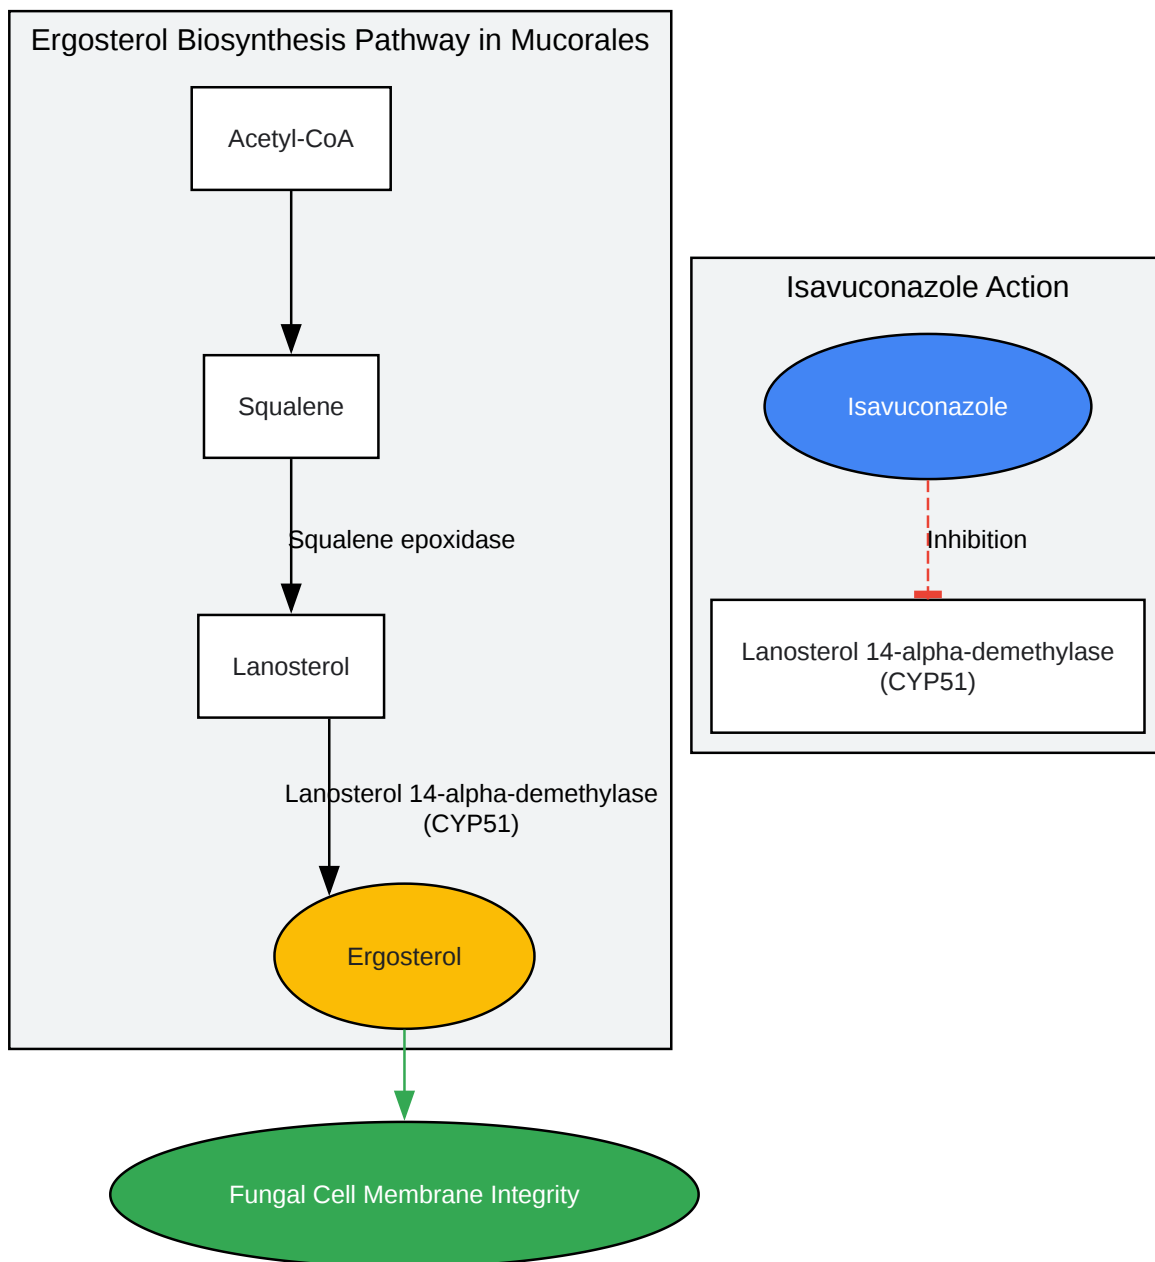 Ergosterol Biosynthesis Pathway in Mucorales
Acetyl-CoA
Squalene
Squalene epoxidase
Lanosterol
Lanosterol 14-alpha-demethylase
(CYP51)
Ergosterol
Fungal Cell Membrane Integrity
Isavuconazole Action
Isavuconazole
Inhibition
Lanosterol 14-alpha-demethylase
(CYP51)